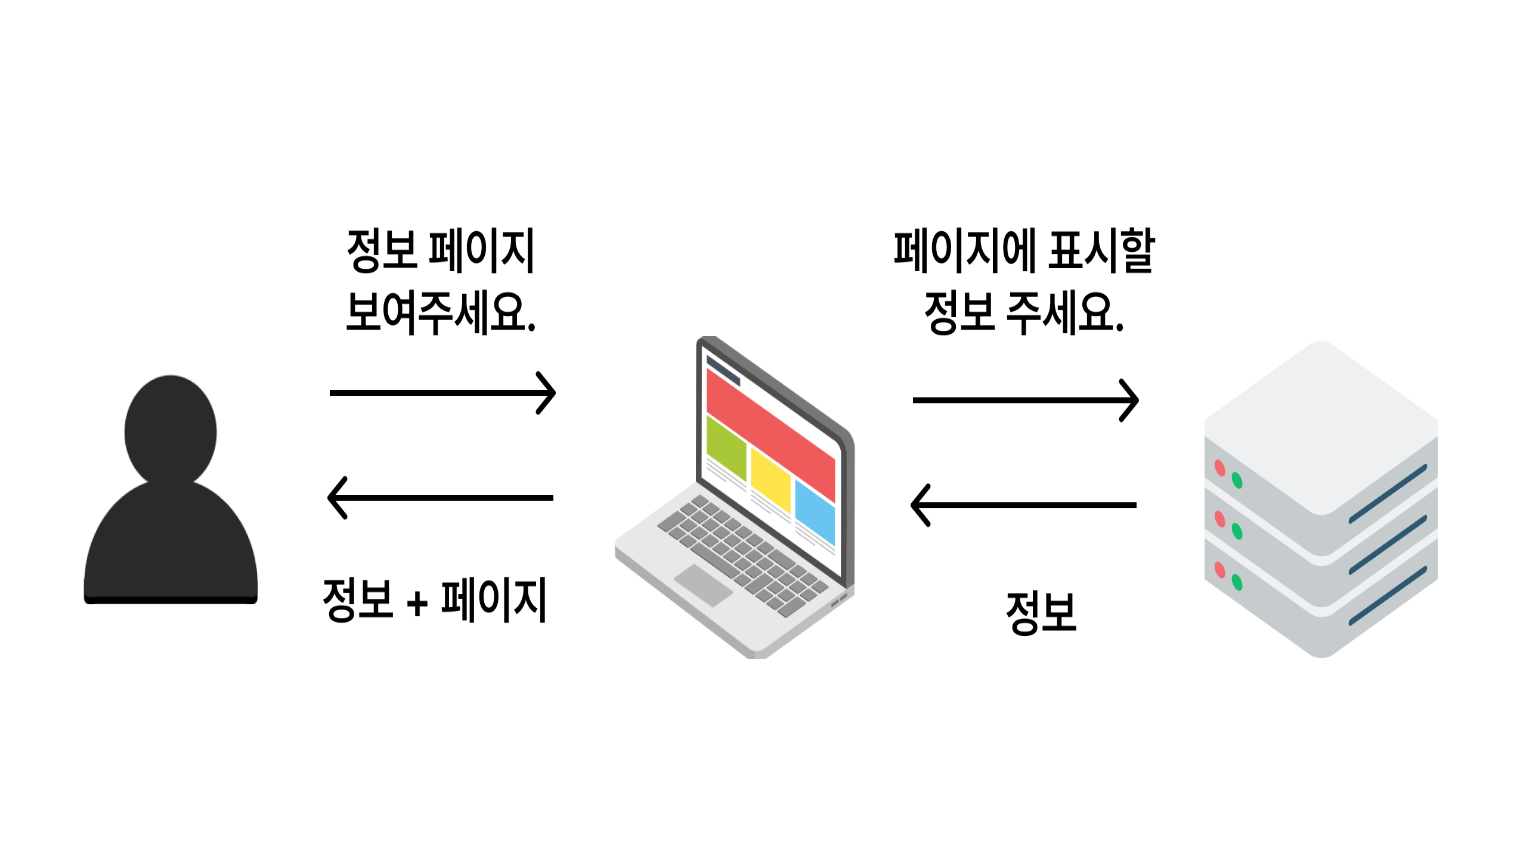 정보 페이지
보여주세요.
페이지에 표시할
정보 주세요.
정보 + 페이지
정보